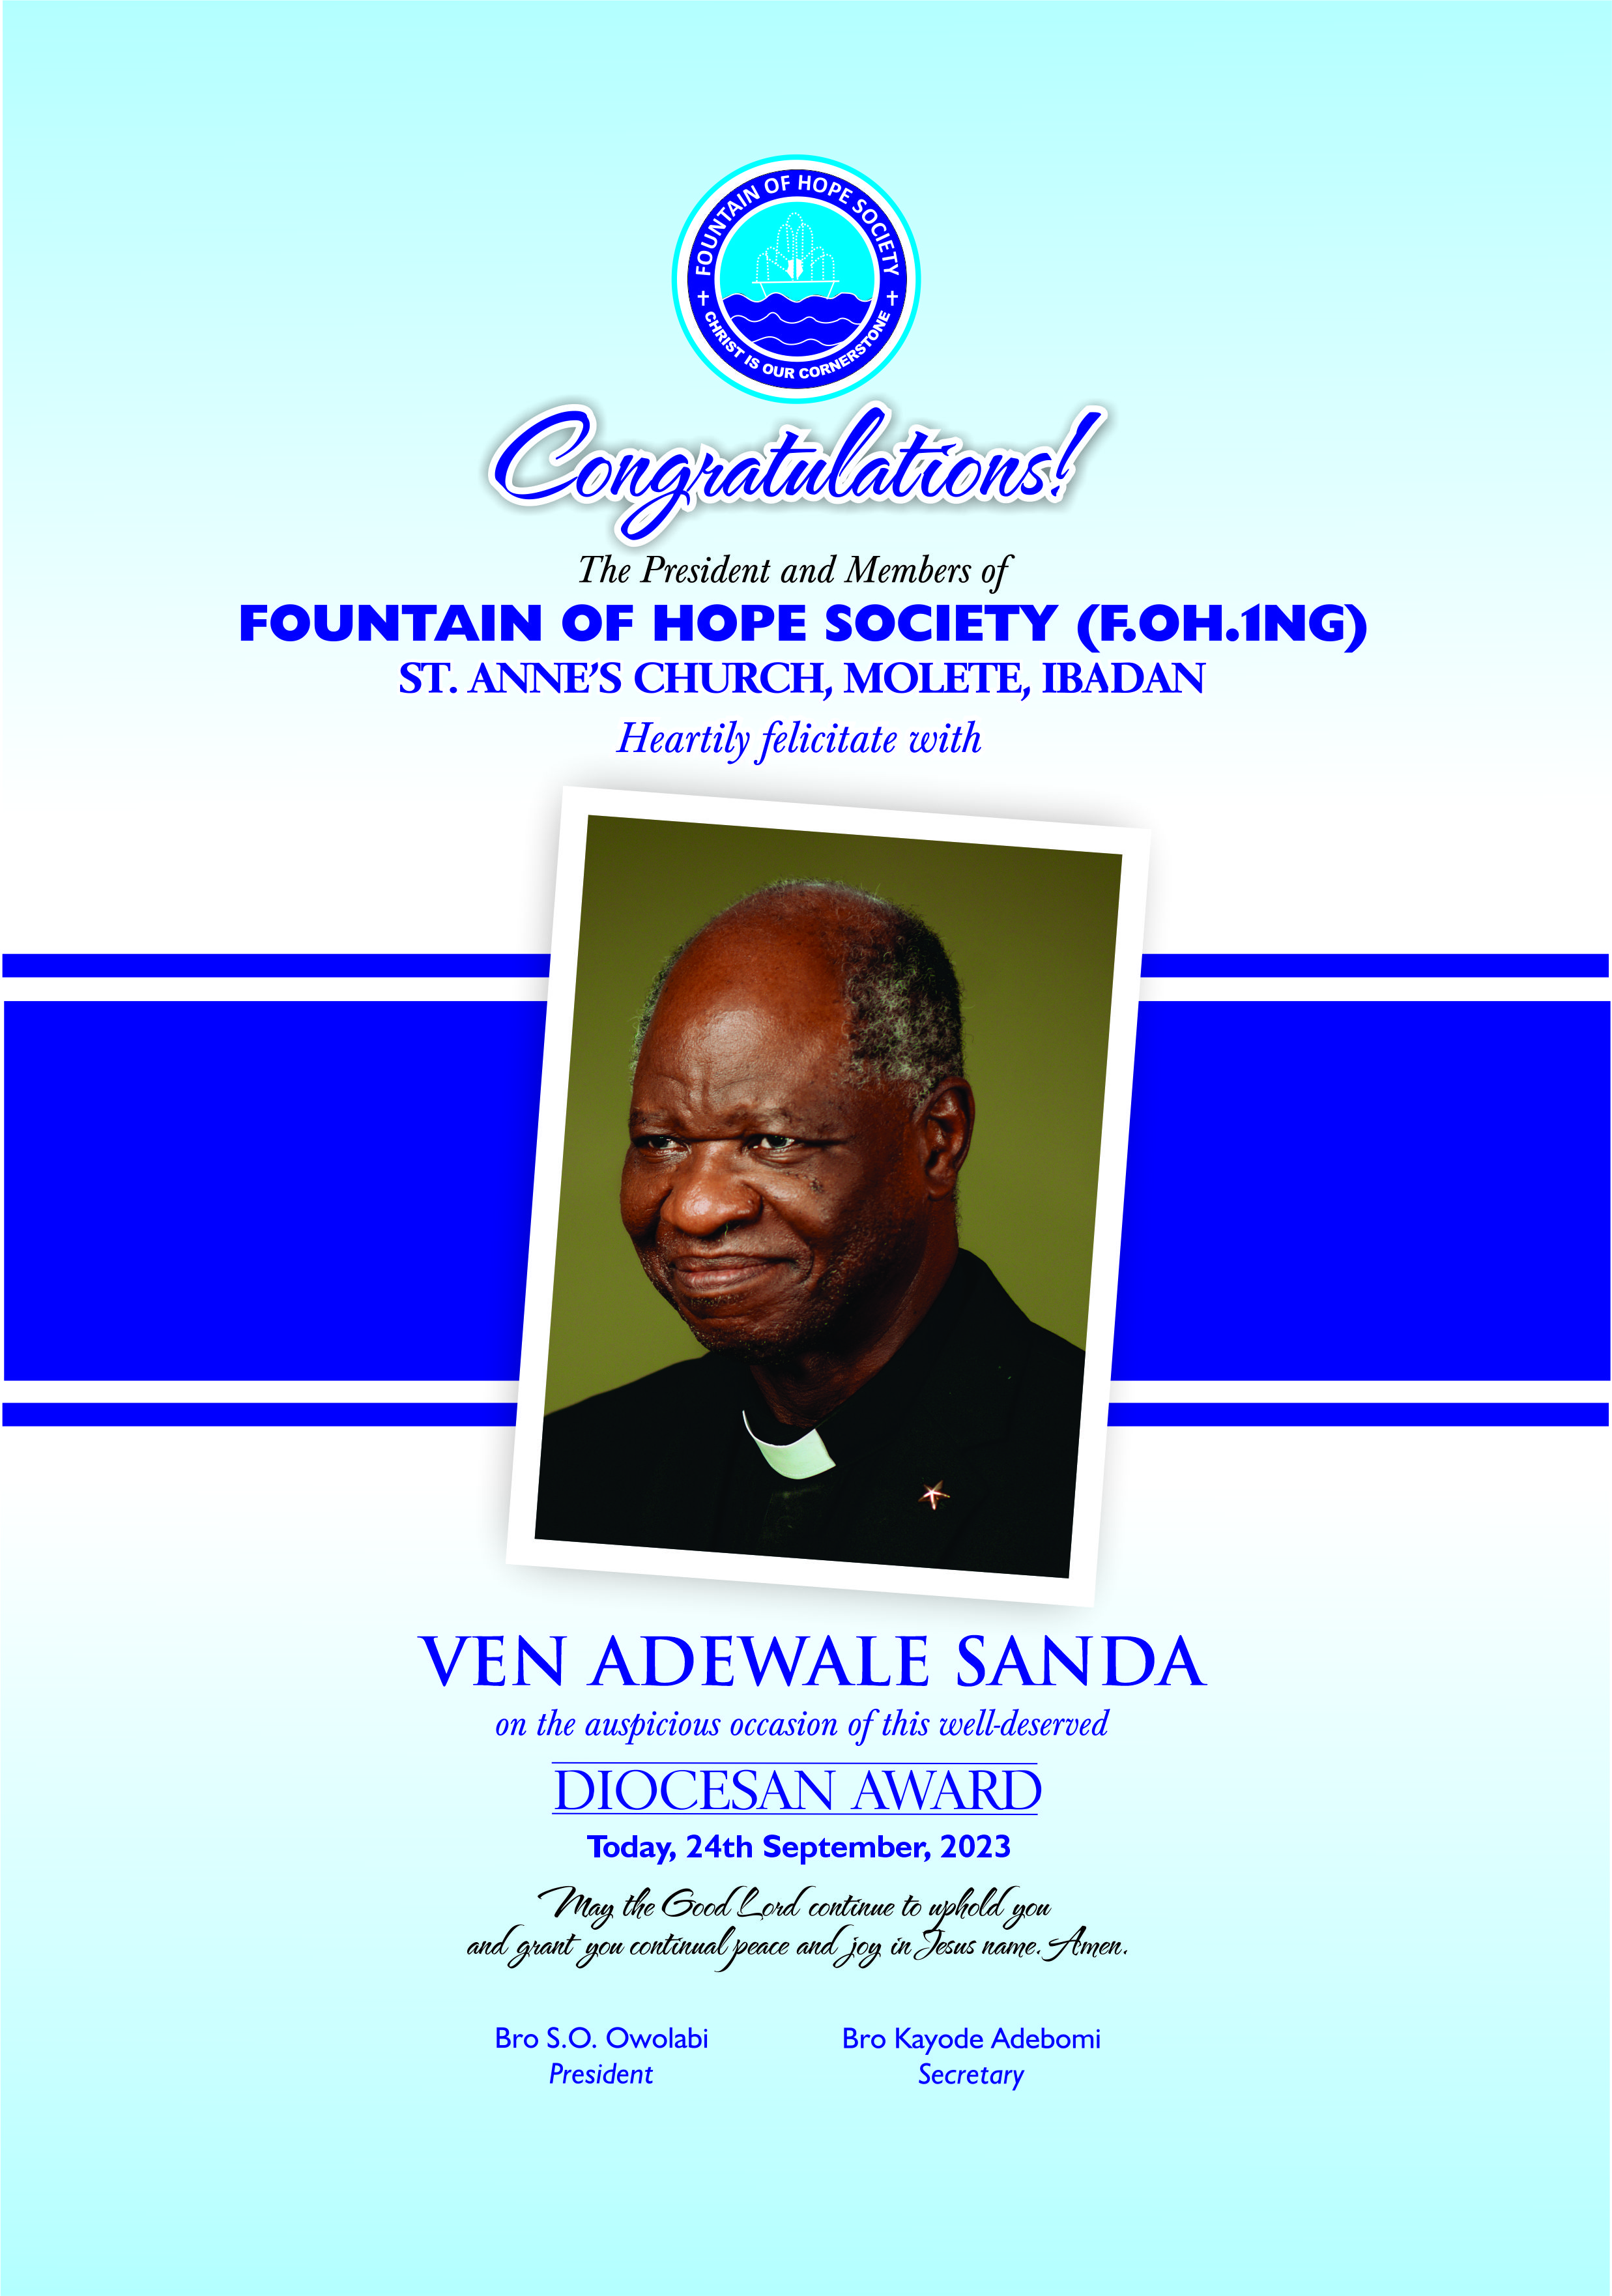 FOUNTAIN OF HOPE SOCIETY
CHRIST IS OUR CORNERSTONE
Congratulations!
The President and Members of
FOUNTAIN OF HOPE SOCIETY (F.OH.1NG)
ST. ANNE'S CHURCH, MOLETE, IBADAN
Heartily felicitate with
VEN ADEWALE SANDA
on the auspicious occasion of this well-deserved
DIOCESAN AWARD
Today, 24th September, 2023
May the Good Lord continue to uphold you
and grant you continual peace and joy in Jesus name. Amen.
Bro S.O. Owolabi
President
Bro Kayode Adebomi
Secretary